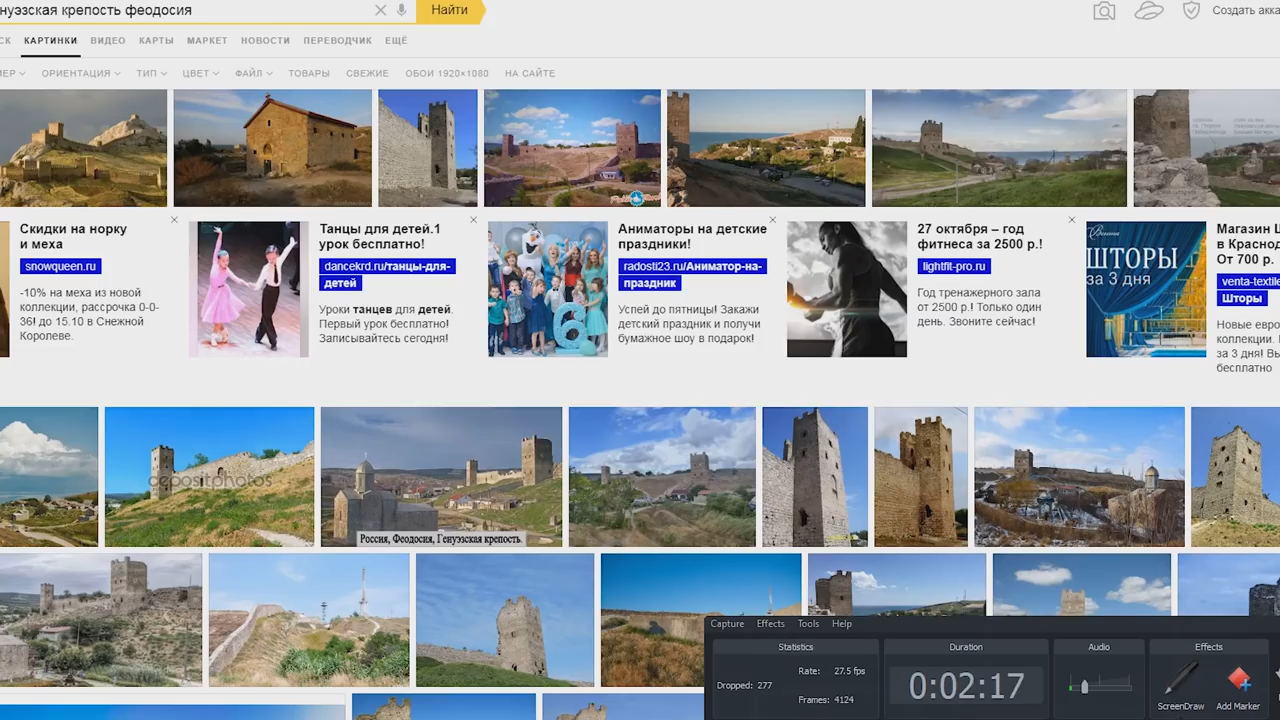 нуэзская крепость феодосия
Найти
Создать акка
СК КАРТИНКИ ВИДЕО КАРТЫ МАРКЕТ НОВОСТИ ПЕРЕВОДЧИК ЕЩЁ
МЕР ОРИЕНТАЦИЯ ТИП ЦВЕТ ФАЙЛ ТОВАРЫ СВЕЖИЕ ОБОИ 1920×1080 НА САЙТЕ
Скидки на норку
и меха
snowqueen.ru
-10% на меха из новой
коллекции, рассрочка 0-0-
36! до 15.10 в Снежной
Королеве.
Танцы для детей.1
урок бесплатно!
dancekrd.ru/танцы-для-
детей
Уроки танцев для детей.
Первый урок бесплатно!
Записывайтесь сегодня!
6
Аниматоры на детские
праздники!
radosti23.ru/Аниматор-на-
праздник
Успей до пятницы! Закажи
детский праздник и получи
бумажное шоу в подарок!
27 октября – год
фитнеса за 2500 р.!
lightfit-pro.ru
Год тренажерного зала
от 2500 р.! Только один
день. Звоните сейчас!
ШТОРЫ
за 3 дня
Магазин Ш
в Краснод
От 700 р.
venta-textile
Шторы
Новые евро
коллекции.
за 3 дня! Вы
бесплатно
depositphotos
Россия, Феодосия, Генуэзская крепость.
Capture Effects Tools Help
Statistics
Rate: 27.5 fps
Dropped: 277
Frames: 4124
Duration
0:02:17
Audio
Effects
ScreenDraw Add Marker